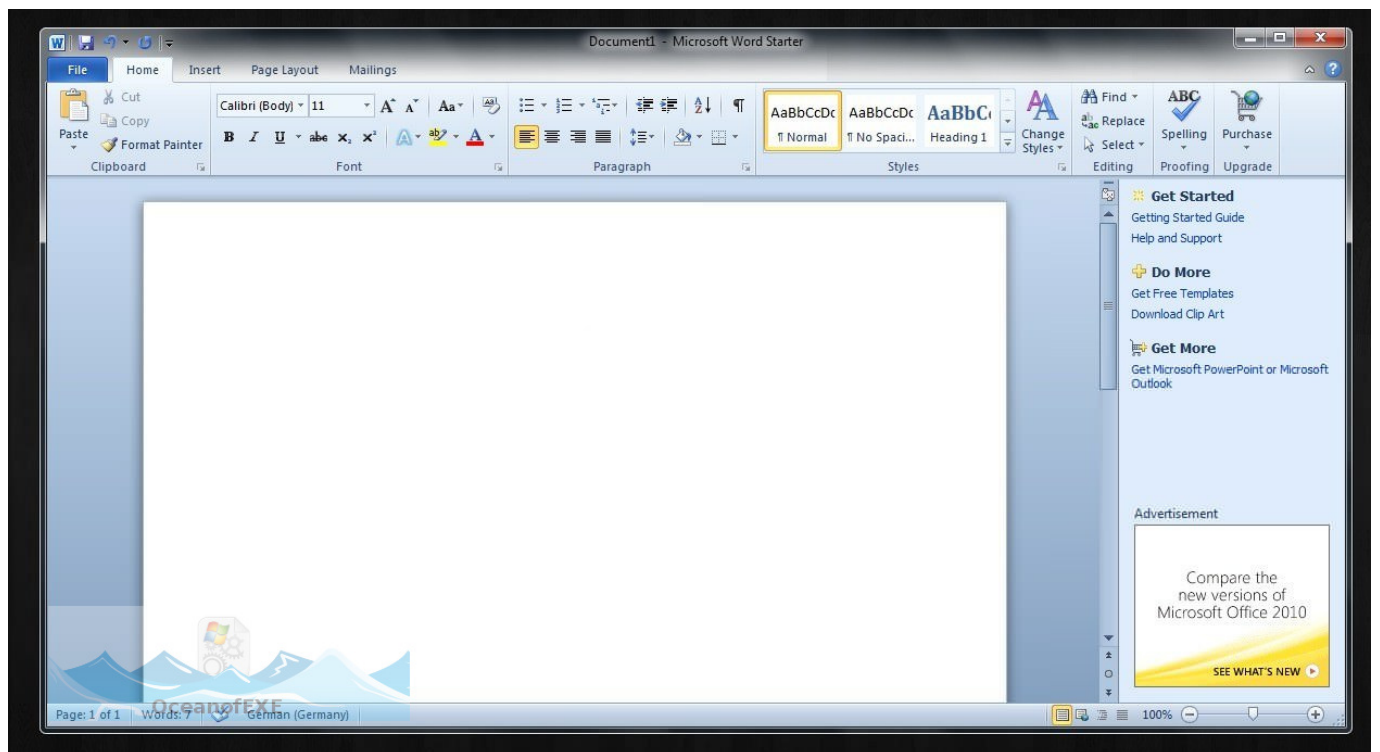 Document1 - Microsoft Word Starter
File Home Insert Page Layout Mailings
Paste
Cut
Copy
Format Painter
Clipboard
Calibri (Body) 11
Font
Paragraph
AaBbCcDc AaBbCcDc AaBbCc
¶ Normal ¶ No Spaci... Heading 1
Change
Styles
Styles
Find
Replace
Select
Editing
ABC
Spelling
Proofing
Purchase
Upgrade
Get Started
Getting Started Guide
Help and Support
Do More
Get Free Templates
Download Clip Art
Get More
Get Microsoft PowerPoint or Microsoft
Outlook
Advertisement
Compare the
new versions of
Microsoft Office 2010
SEE WHAT'S NEW
OceanofEXE
Page: 1 of 1 Words: 7 German (Germany) 100%